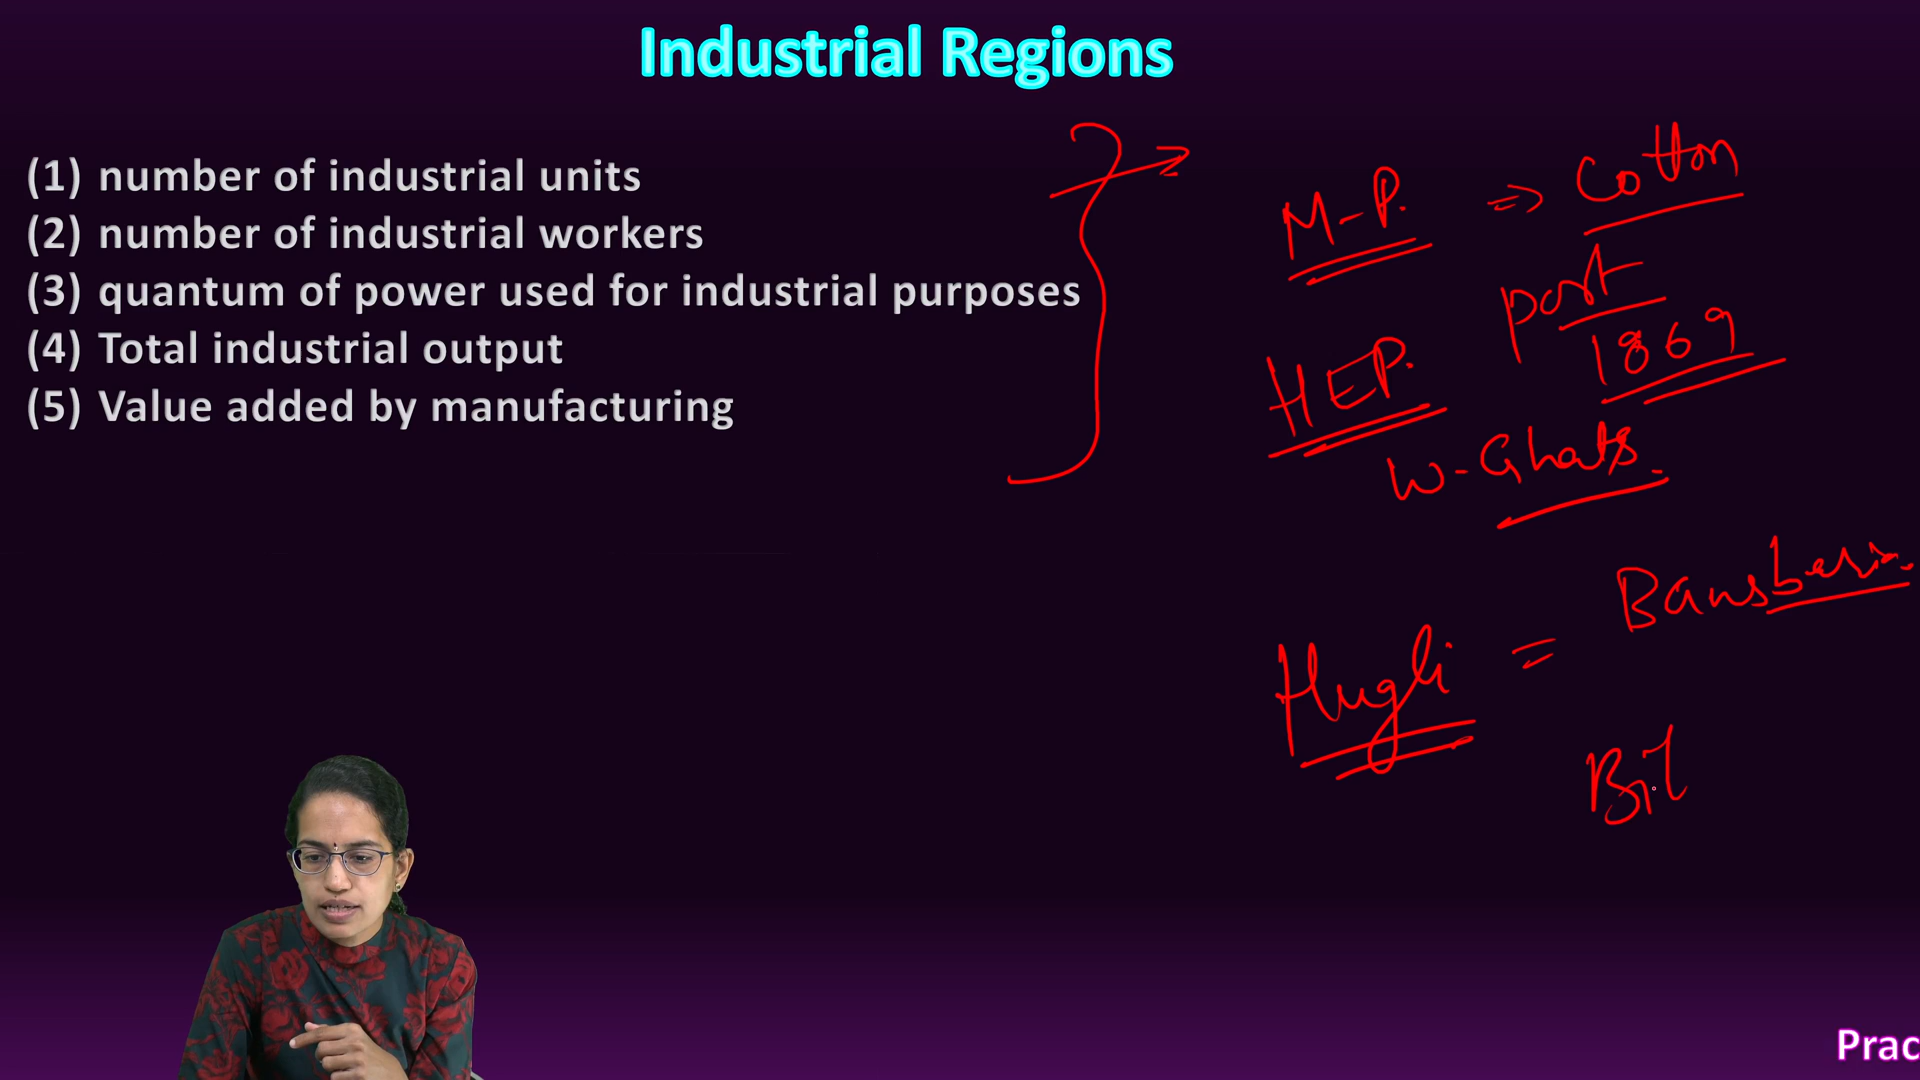 Industrial Regions
(1) number of industrial units
(2) number of industrial workers
(3) quantum of power used for industrial purposes
(4) Total industrial output
(5) Value added by manufacturing
M-P. => Cotton
port
1869
HEP.
W-Ghats.
Hugli = Bansberia.
Bil
Prac